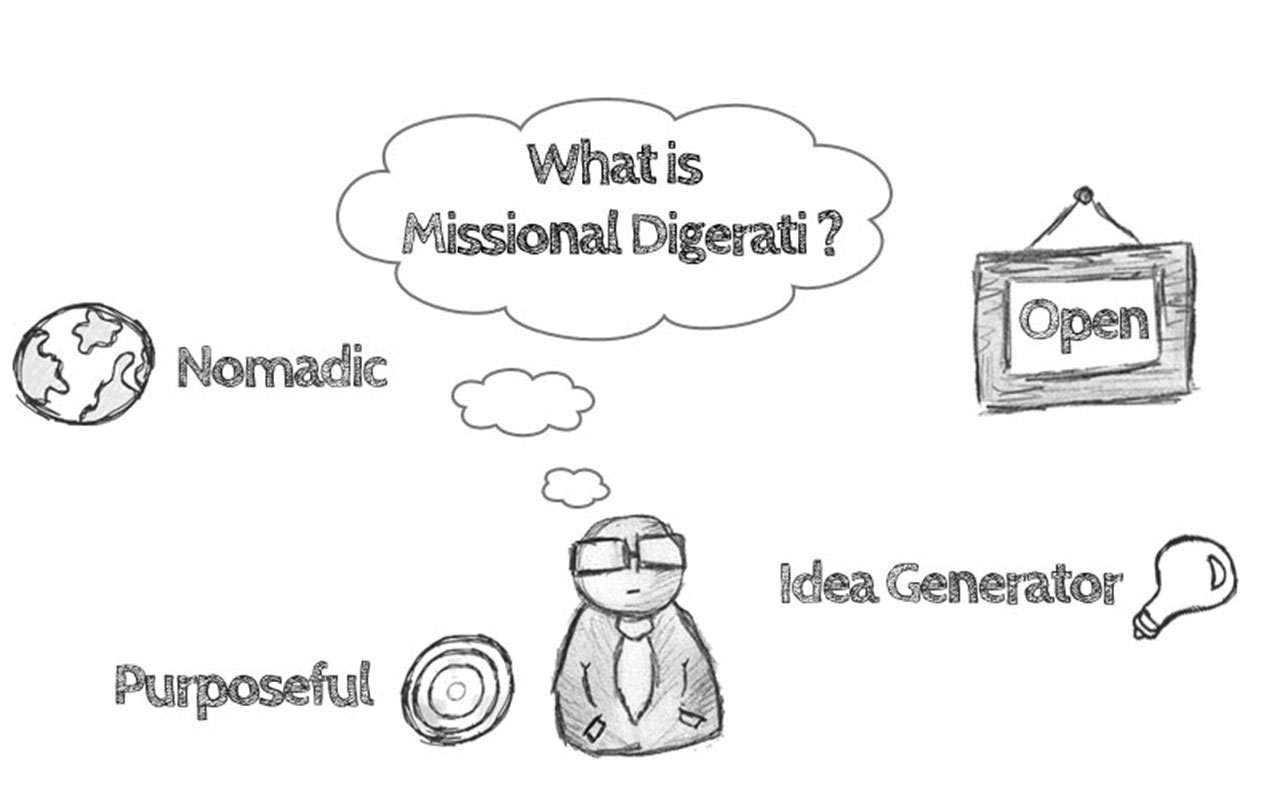 What is
Missional Digerati ?
Open
Nomadic
Idea Generator
Purposeful